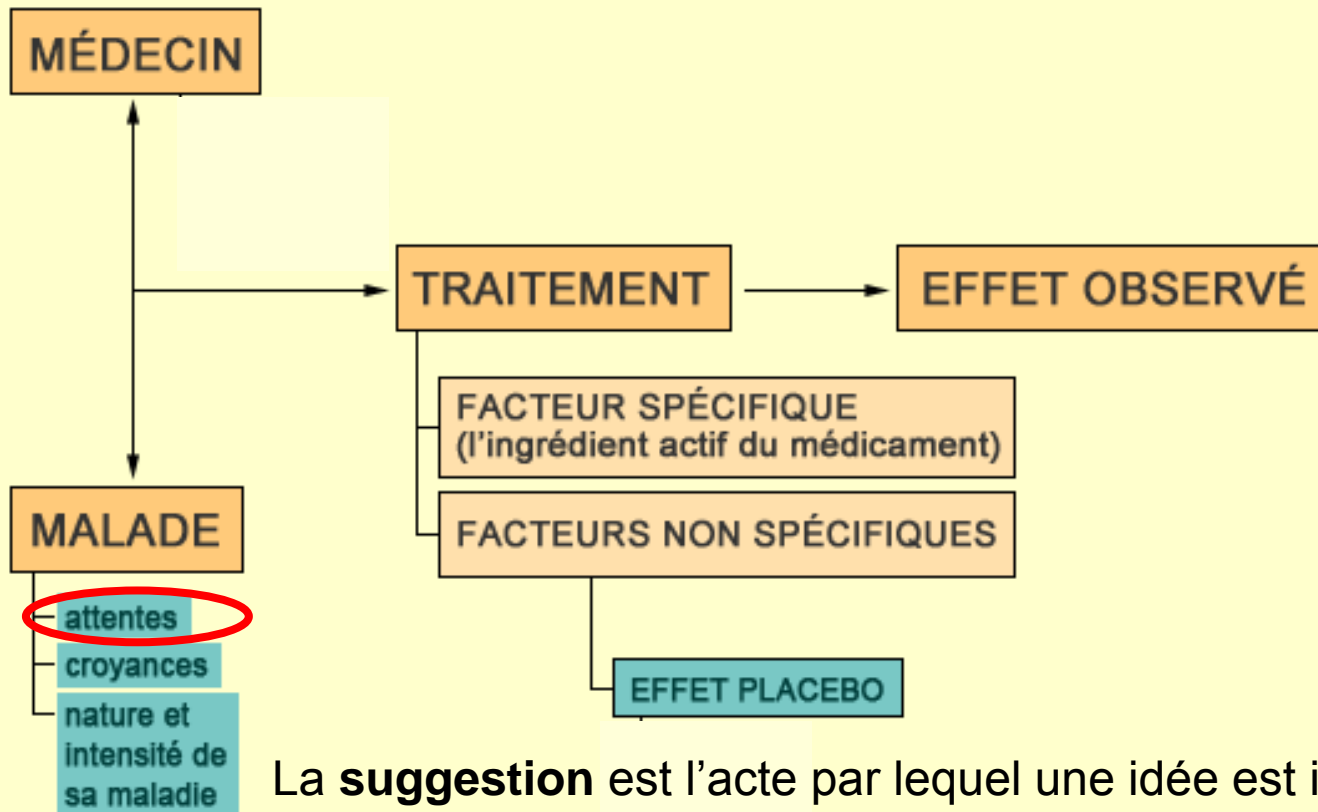 MÉDECIN
TRAITEMENT
EFFET OBSERVÉ
FACTEUR SPÉCIFIQUE
(l'ingrédient actif du médicament)
FACTEURS NON SPÉCIFIQUES
EFFET PLACEBO
MALADE
attentes
croyances
nature et
intensité de
sa maladie
La suggestion est l’acte par lequel une idée est i